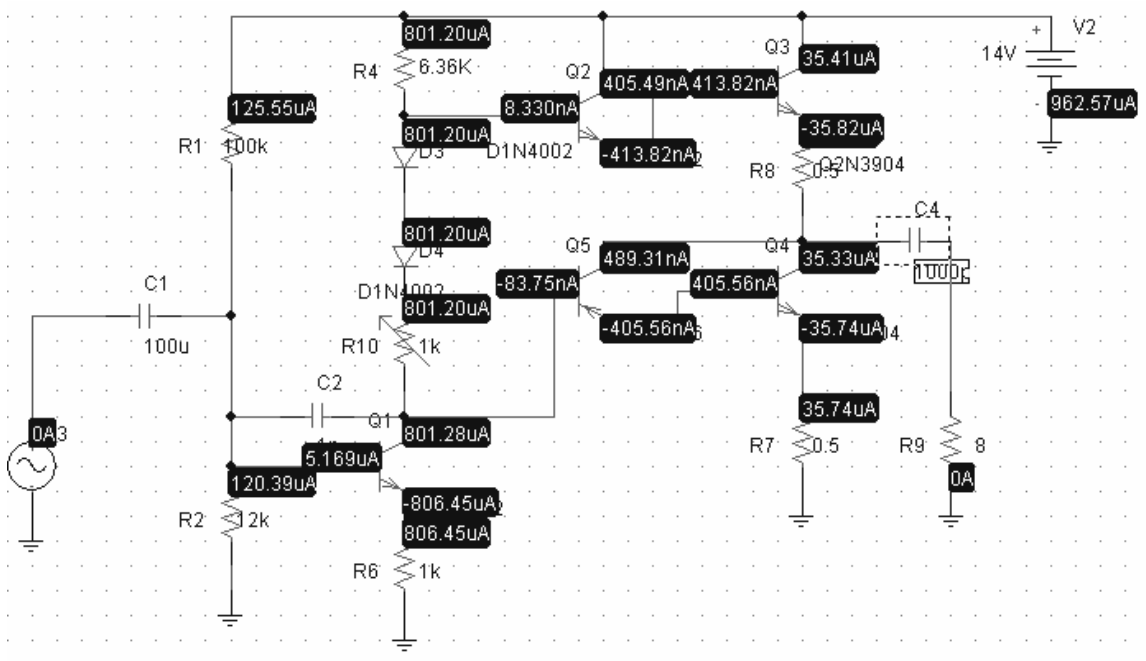 V2
+
14V
-
962.57uA
801.20uA
R4
6.36K
Q3
35.41uA
Q2
405.49nA
413.82nA
125.55uA
8.330nA
R1
100k
801.20uA
-35.82uA
D3
D1N4002
-413.82nA
R8
0.5
Q2N3904
C4
801.20uA
Q5
489.31nA
Q4
35.33uA
D4
-83.75nA
405.56nA
C1
D1N4002
801.20uA
-405.56nA
-35.74uA
100u
R10
1k
C2
35.74uA
Q1
801.28uA
0A
5.169uA
R7
0.5
R9
8
120.39uA
0A
-806.45uA
R2
12k
806.45uA
R6
1k